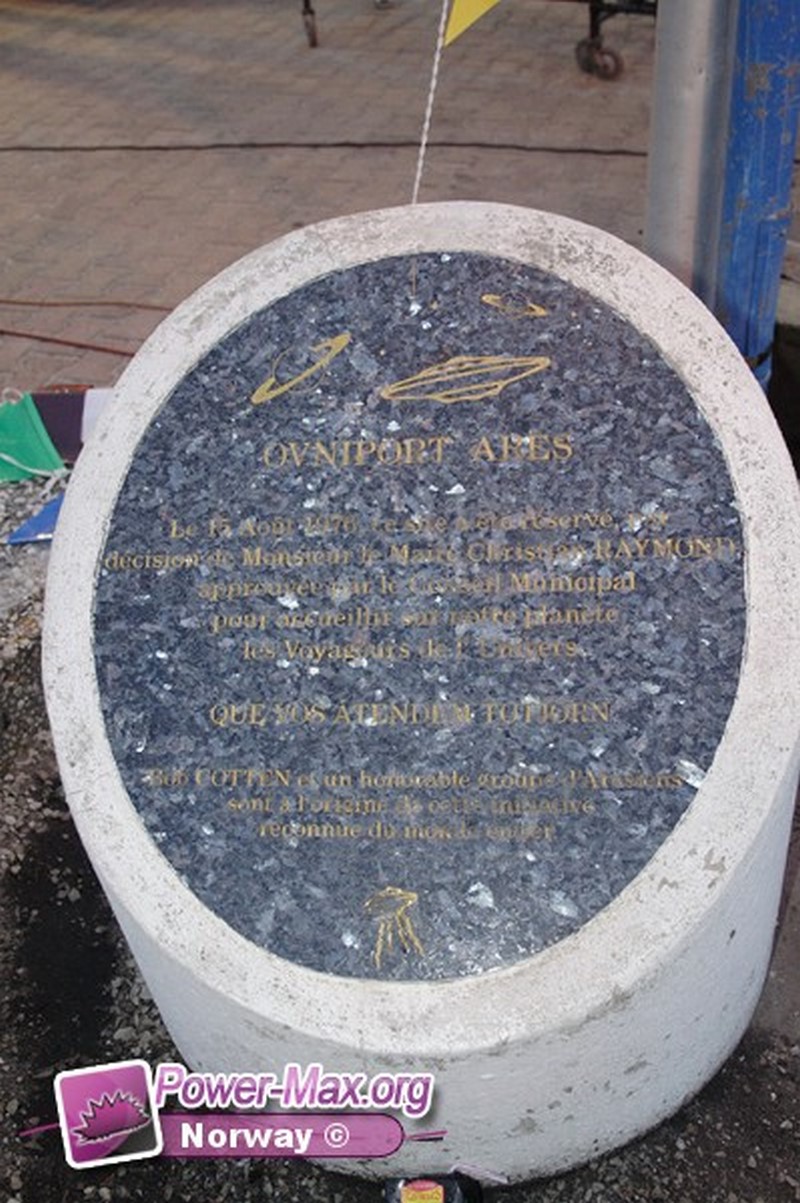 OVNIPORT ARES
Le 15 Août 1976, ce site a été réservé, par
decision de Monsieur le Maire Christian RAYMOND
approuvée par le Conseil Municipal
pour accueillir sur notre planète
les Voyageurs de l'Univers.
QUE VOS ATENDEM TOTJORN
Bob COTTEN et un honorable groupe d'Aresiens
sont à l'origine de cette initiative
reconnue du monde entier
Power-Max.org
Norway ©